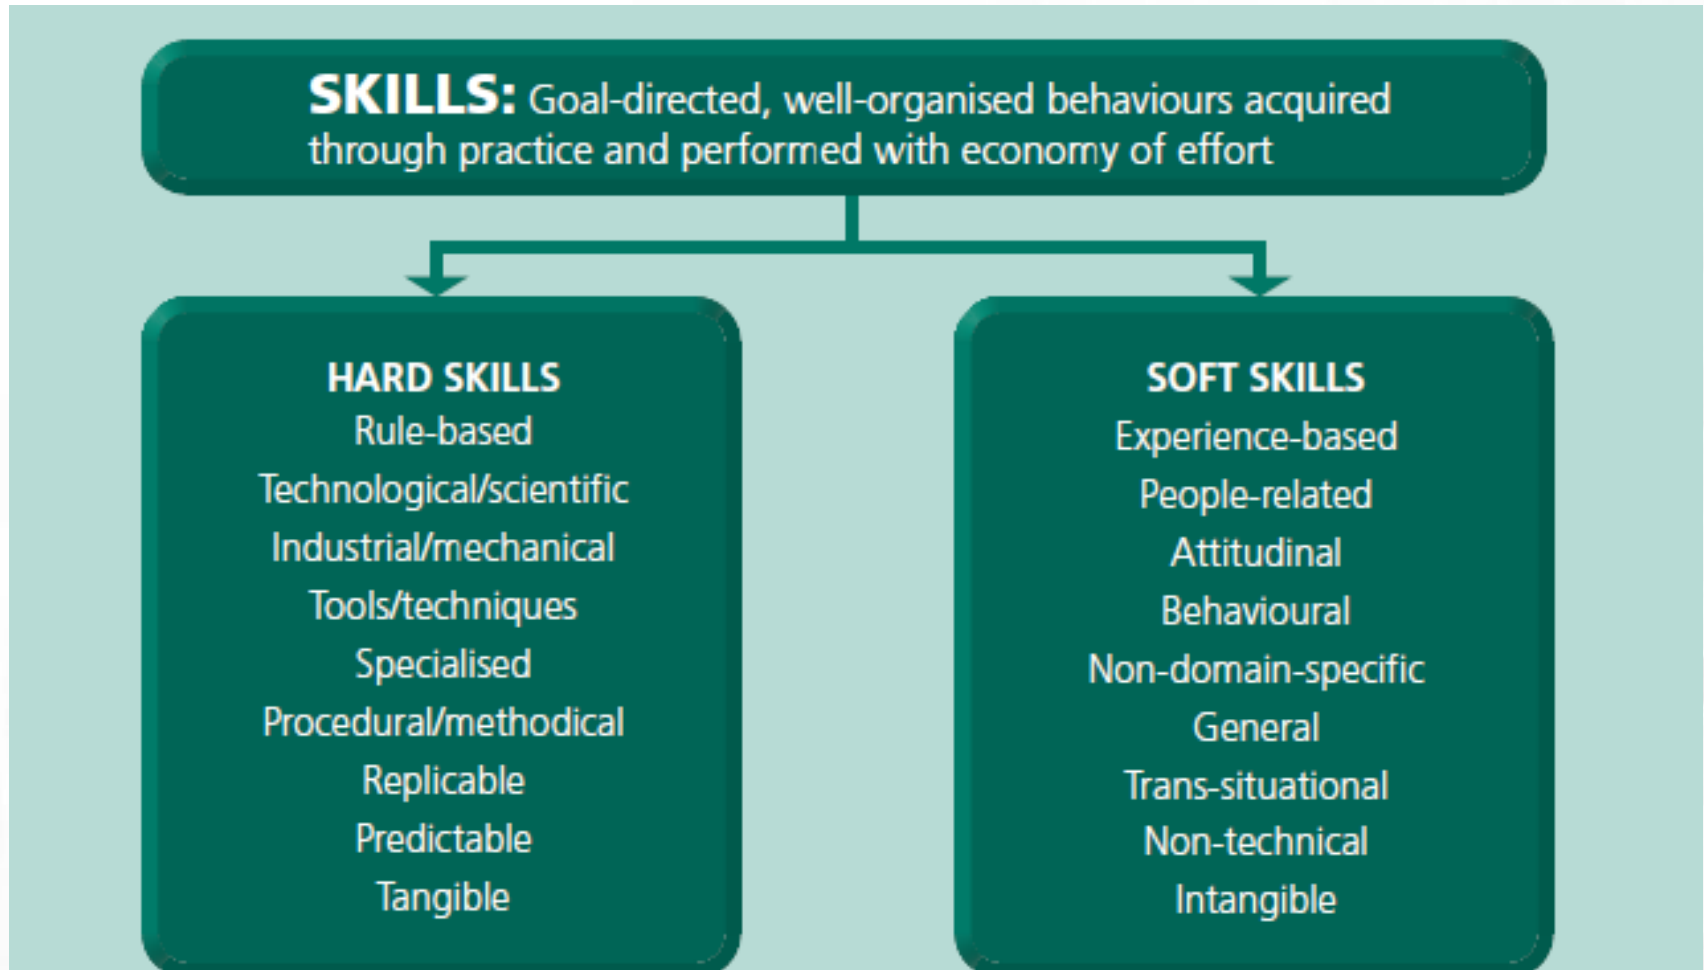 SKILLS: Goal-directed, well-organised behaviours acquired
through practice and performed with economy of effort
HARD SKILLS
Rule-based
Technological/scientific
Industrial/mechanical
Tools/techniques
Specialised
Procedural/methodical
Replicable
Predictable
Tangible
SOFT SKILLS
Experience-based
People-related
Attitudinal
Behavioural
Non-domain-specific
General
Trans-situational
Non-technical
Intangible